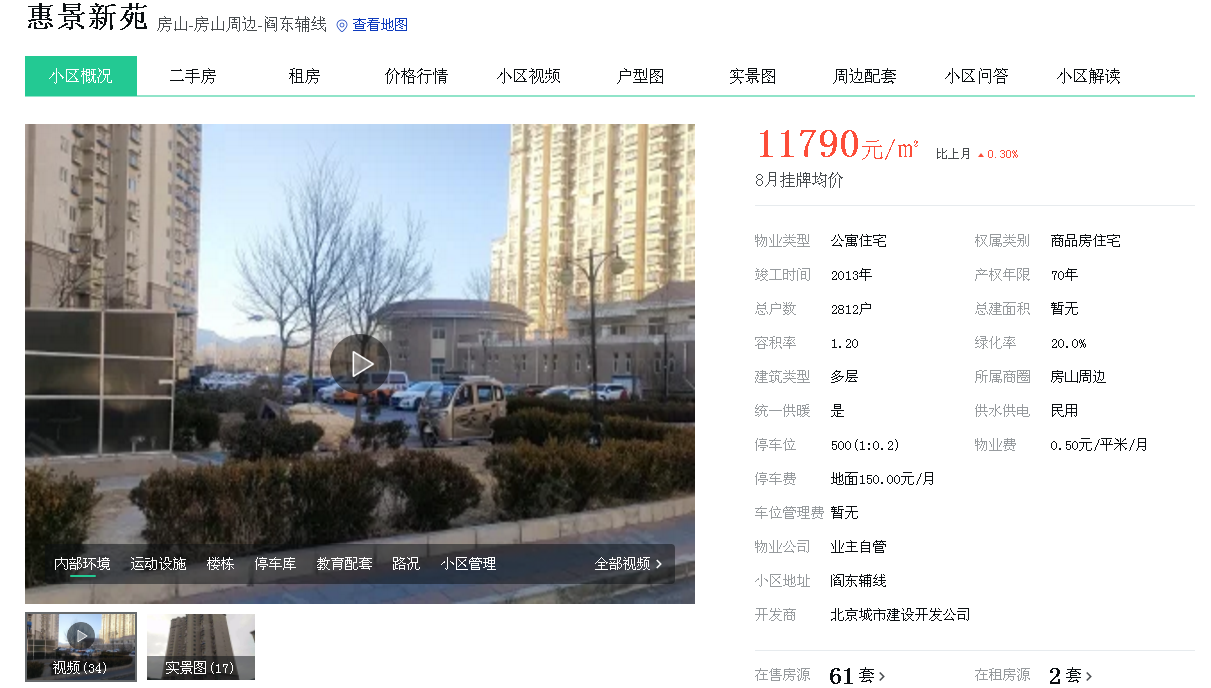 惠景新苑 房山-房山周边-阎东辅线 查看地图
小区概况 二手房 租房 价格行情 小区视频 户型图 实景图 周边配套 小区问答 小区解读
11790元/㎡ 比上月 0.30%
8月挂牌均价
物业类型 公寓住宅 权属类别 商品房住宅
竣工时间 2013年 产权年限 70年
总户数 2812户 总建面积 暂无
容积率 1.20 绿化率 20.0%
建筑类型 多层 所属商圈 房山周边
统一供暖 是 供水供电 民用
停车位 500(1:0.2) 物业费 0.50元/平米/月
停车费 地面150.00元/月
车位管理费 暂无
物业公司 业主自管
小区地址 阎东辅线
开发商 北京城市建设开发公司
在售房源 61 套 在租房源 2 套
内部环境 运动设施 楼栋 停车库 教育配套 路况 小区管理 全部视频
视频(34) 实景图(17)